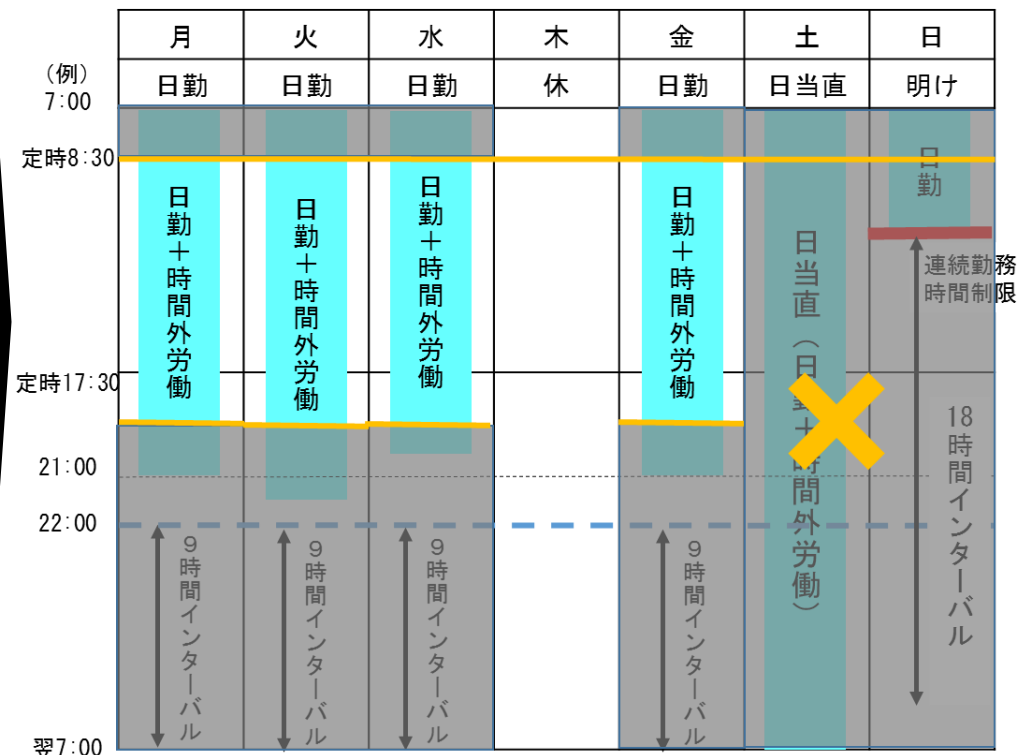 月 火 水 木 金 土 日
日勤 日勤 日勤 休 日勤 日当直 明け
(例)
7:00
定時8:30
定時17:30
21:00
22:00
翌7:00
日勤＋時間外労働
日勤＋時間外労働
日勤＋時間外労働
日勤＋時間外労働
日当直（日勤＋時間外労働）
日勤
連続勤務
時間制限
18時間インターバル
９時間インターバル
９時間インターバル
９時間インターバル
９時間インターバル